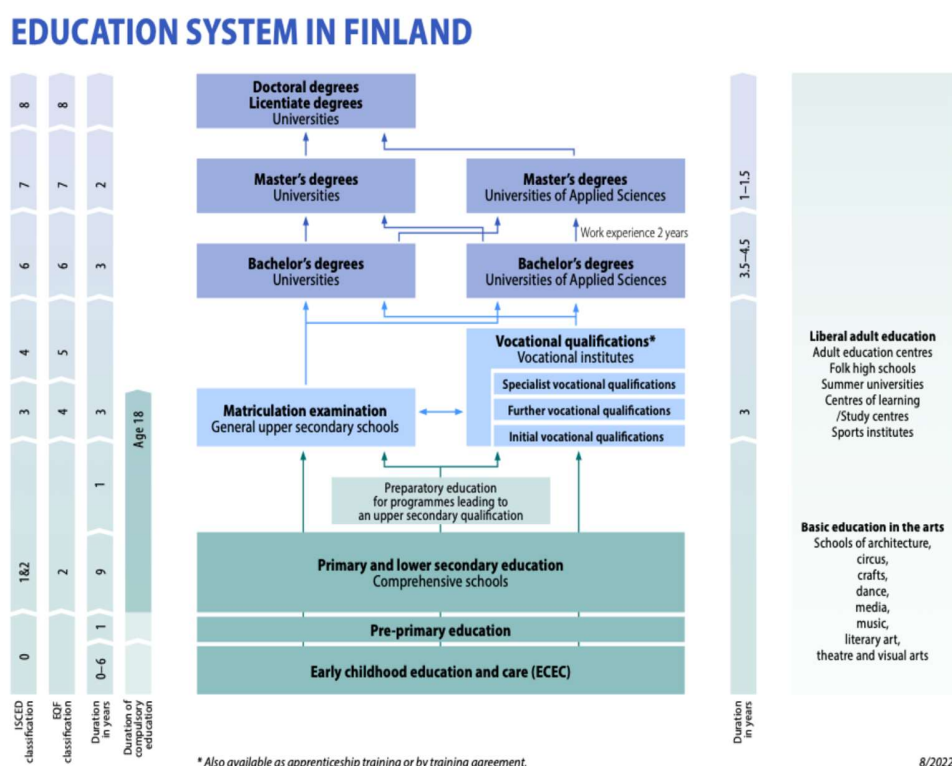 EDUCATION SYSTEM IN FINLAND
8
8
Doctoral degrees
Licentiate degrees
Universities
7
7
2
Master's degrees
Universities
Master's degrees
Universities of Applied Sciences
1–1.5
Work experience 2 years
6
6
3
Bachelor's degrees
Universities
Bachelor's degrees
Universities of Applied Sciences
3.5–4.5
4
5
Vocational qualifications*
Vocational institutes
Specialist vocational qualifications
Further vocational qualifications
Initial vocational qualifications
3
4
3
Age 18
Matriculation examination
General upper secondary schools
3
Liberal adult education
Adult education centres
Folk high schools
Summer universities
Centres of learning
/Study centres
Sports institutes
1
Preparatory education
for programmes leading to
an upper secondary qualification
1&2
2
9
Primary and lower secondary education
Comprehensive schools
Basic education in the arts
Schools of architecture,
circus,
crafts,
dance,
media,
music,
literary art,
theatre and visual arts
1
Pre-primary education
0
0–6
Early childhood education and care (ECEC)
ISCED
classification
EQF
classification
Duration
in years
Duration of
compulsory
education
Duration
in years
* Also available as apprenticeship training or by training agreement.